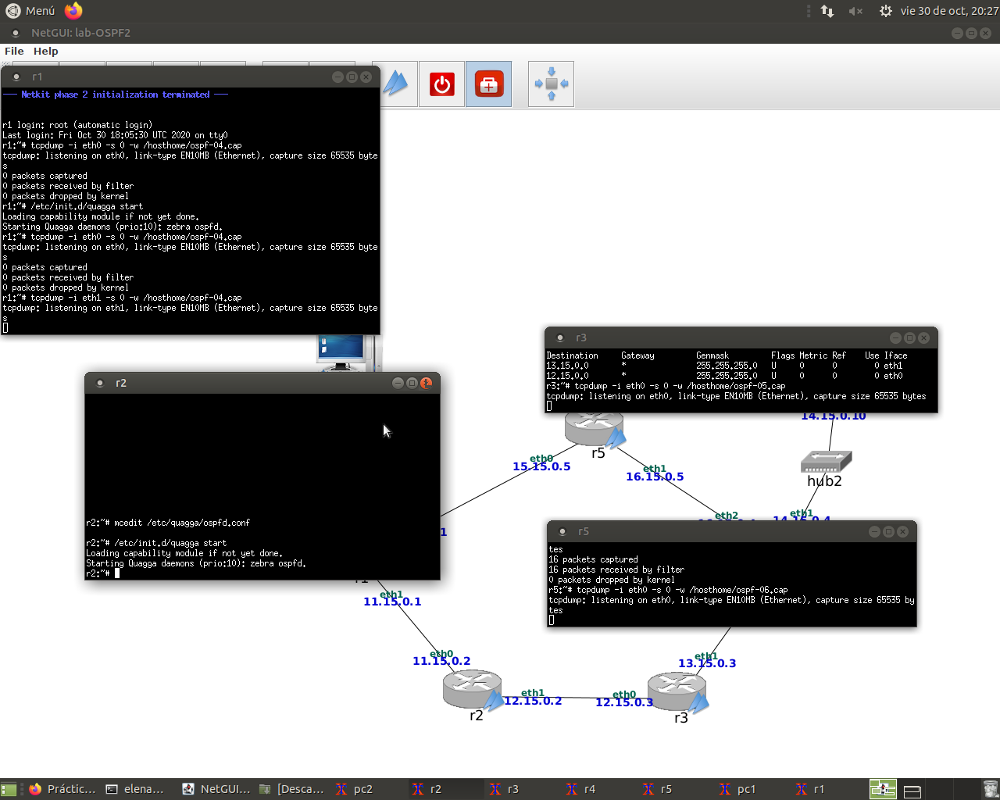 Menú
vie 30 de oct, 20:27
NetGUI: lab-OSPF2
File Help
r1
Netkit phase 2 initialization terminated
r1 login: root (automatic login)
Last login: Fri Oct 30 18:05:30 UTC 2020 on tty0
r1:~# tcpdump -i eth0 -s 0 -w /hosthome/ospf-04.cap
tcpdump: listening on eth0, link-type EN10MB (Ethernet), capture size 65535 byte
s
0 packets captured
0 packets received by filter
0 packets dropped by kernel
r1:~# /etc/init.d/quagga start
Loading capability module if not yet done.
Starting Quagga daemons (prio:10): zebra ospfd.
r1:~# tcpdump -i eth0 -s 0 -w /hosthome/ospf-04.cap
tcpdump: listening on eth0, link-type EN10MB (Ethernet), capture size 65535 byte
s
0 packets captured
0 packets received by filter
0 packets dropped by kernel
r1:~# tcpdump -i eth1 -s 0 -w /hosthome/ospf-04.cap
tcpdump: listening on eth1, link-type EN10MB (Ethernet), capture size 65535 byte
s
r3
Destination Gateway Genmask Flags Metric Ref Use Iface
13.15.0.0 * 255.255.255.0 U 0 0 0 eth1
12.15.0.0 * 255.255.255.0 U 0 0 0 eth0
r3:~# tcpdump -i eth0 -s 0 -w /hosthome/ospf-05.cap
tcpdump: listening on eth0, link-type EN10MB (Ethernet), capture size 65535 bytes
r2
r2:~# mcedit /etc/quagga/ospfd.conf
r2:~# /etc/init.d/quagga start
Loading capability module if not yet done.
Starting Quagga daemons (prio:10): zebra ospfd.
r2:~#
14.15.0.10
r5
eth0
15.15.0.5
eth1
16.15.0.5
hub2
eth2
eth1
14.15.0.4
1
r5
tes
16 packets captured
16 packets received by filter
0 packets dropped by kernel
r5:~# tcpdump -i eth0 -s 0 -w /hosthome/ospf-06.cap
tcpdump: listening on eth0, link-type EN10MB (Ethernet), capture size 65535 by
tes
r1
eth1
11.15.0.1
eth0
11.15.0.2
eth1
13.15.0.3
eth1
12.15.0.2
eth0
12.15.0.3
r2
r3
Práctic...
elena...
NetGUI...
[Desca...
pc2
r2
r3
r4
r5
pc1
r1